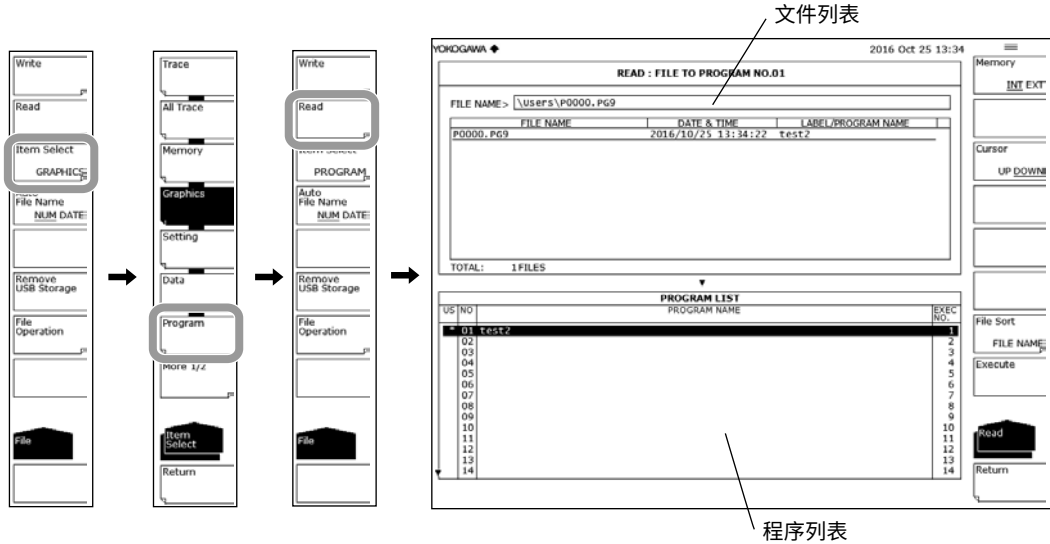 文件列表
Write
Read
Item Select
GRAPHICS
Auto
File Name
NUM DATE
Remove
USB Storage
File
Operation
File
Trace
All Trace
Memory
Graphics
Setting
Data
Program
More 1/2
Item
Select
Return
Write
Read
Item Select
PROGRAM
Auto
File Name
NUM DATE
Remove
USB Storage
File
Operation
File
YOKOGAWA 2016 Oct 25 13:34
READ : FILE TO PROGRAM NO.01
FILE NAME> \Users\P0000.PG9
FILE NAME DATE & TIME LABEL/PROGRAM NAME
P0000.PG9 2016/10/25 13:34:22 test2
TOTAL: 1FILES
PROGRAM LIST
US NO PROGRAM NAME EXEC
NO.
* 01 test2 1
02 2
03 3
04 4
05 5
06 6
07 7
08 8
09 9
10 10
11 11
12 12
13 13
14 14
Memory
INT EXT
Cursor
UP DOWN
File Sort
FILE NAME
Execute
Read
Return
程序列表